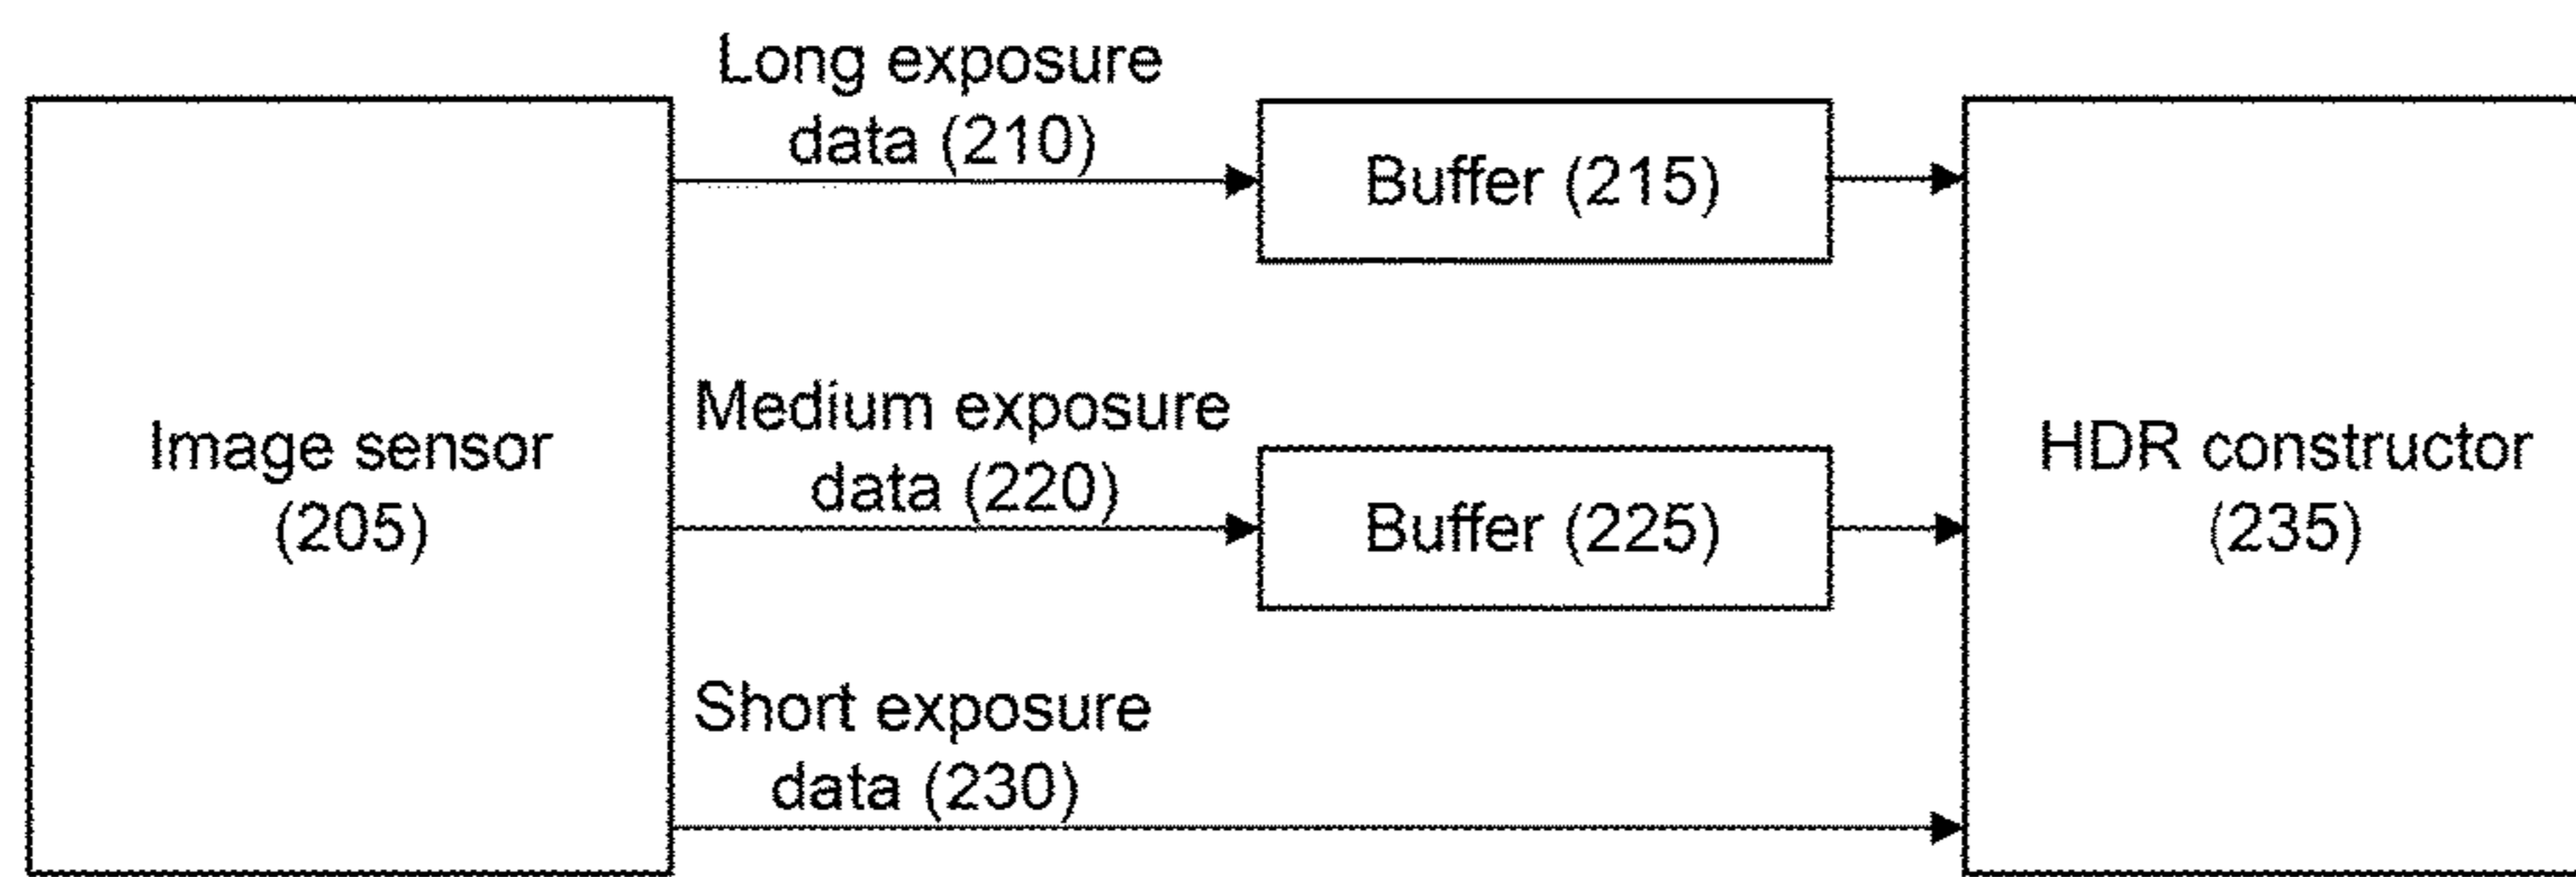 Long exposure
data (210)
Buffer (215)
Image sensor
(205)
Medium exposure
data (220)
Buffer (225)
HDR constructor
(235)
Short exposure
data (230)